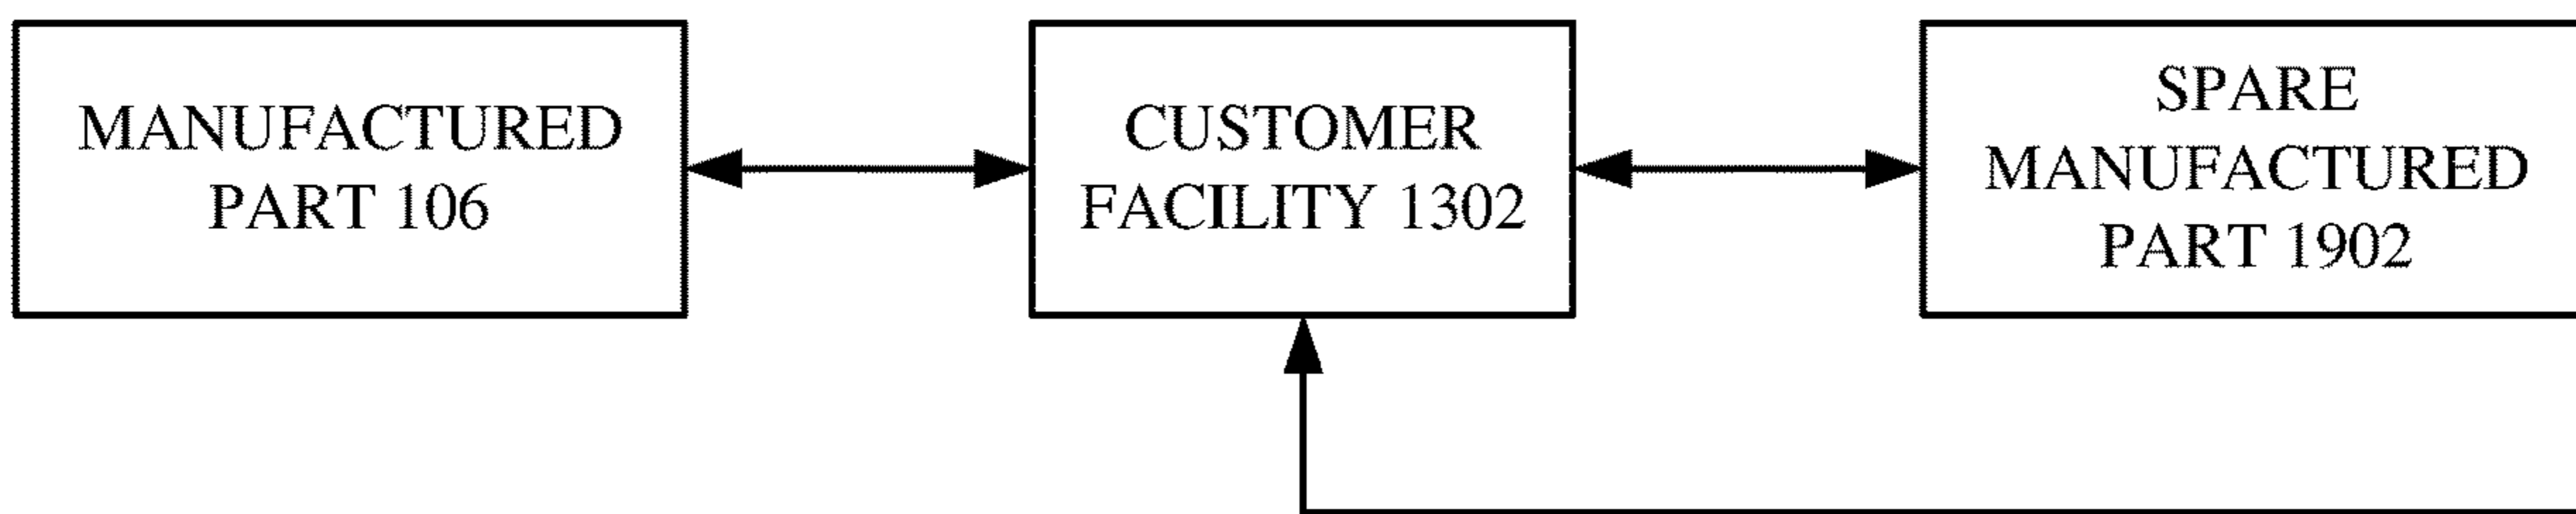 MANUFACTURED
PART 106
CUSTOMER
FACILITY 1302
SPARE
MANUFACTURED
PART 1902